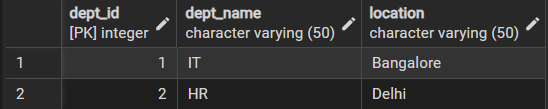 dept_id dept_name location
[PK] integer character varying (50) character varying (50)
1 1 IT Bangalore
2 2 HR Delhi